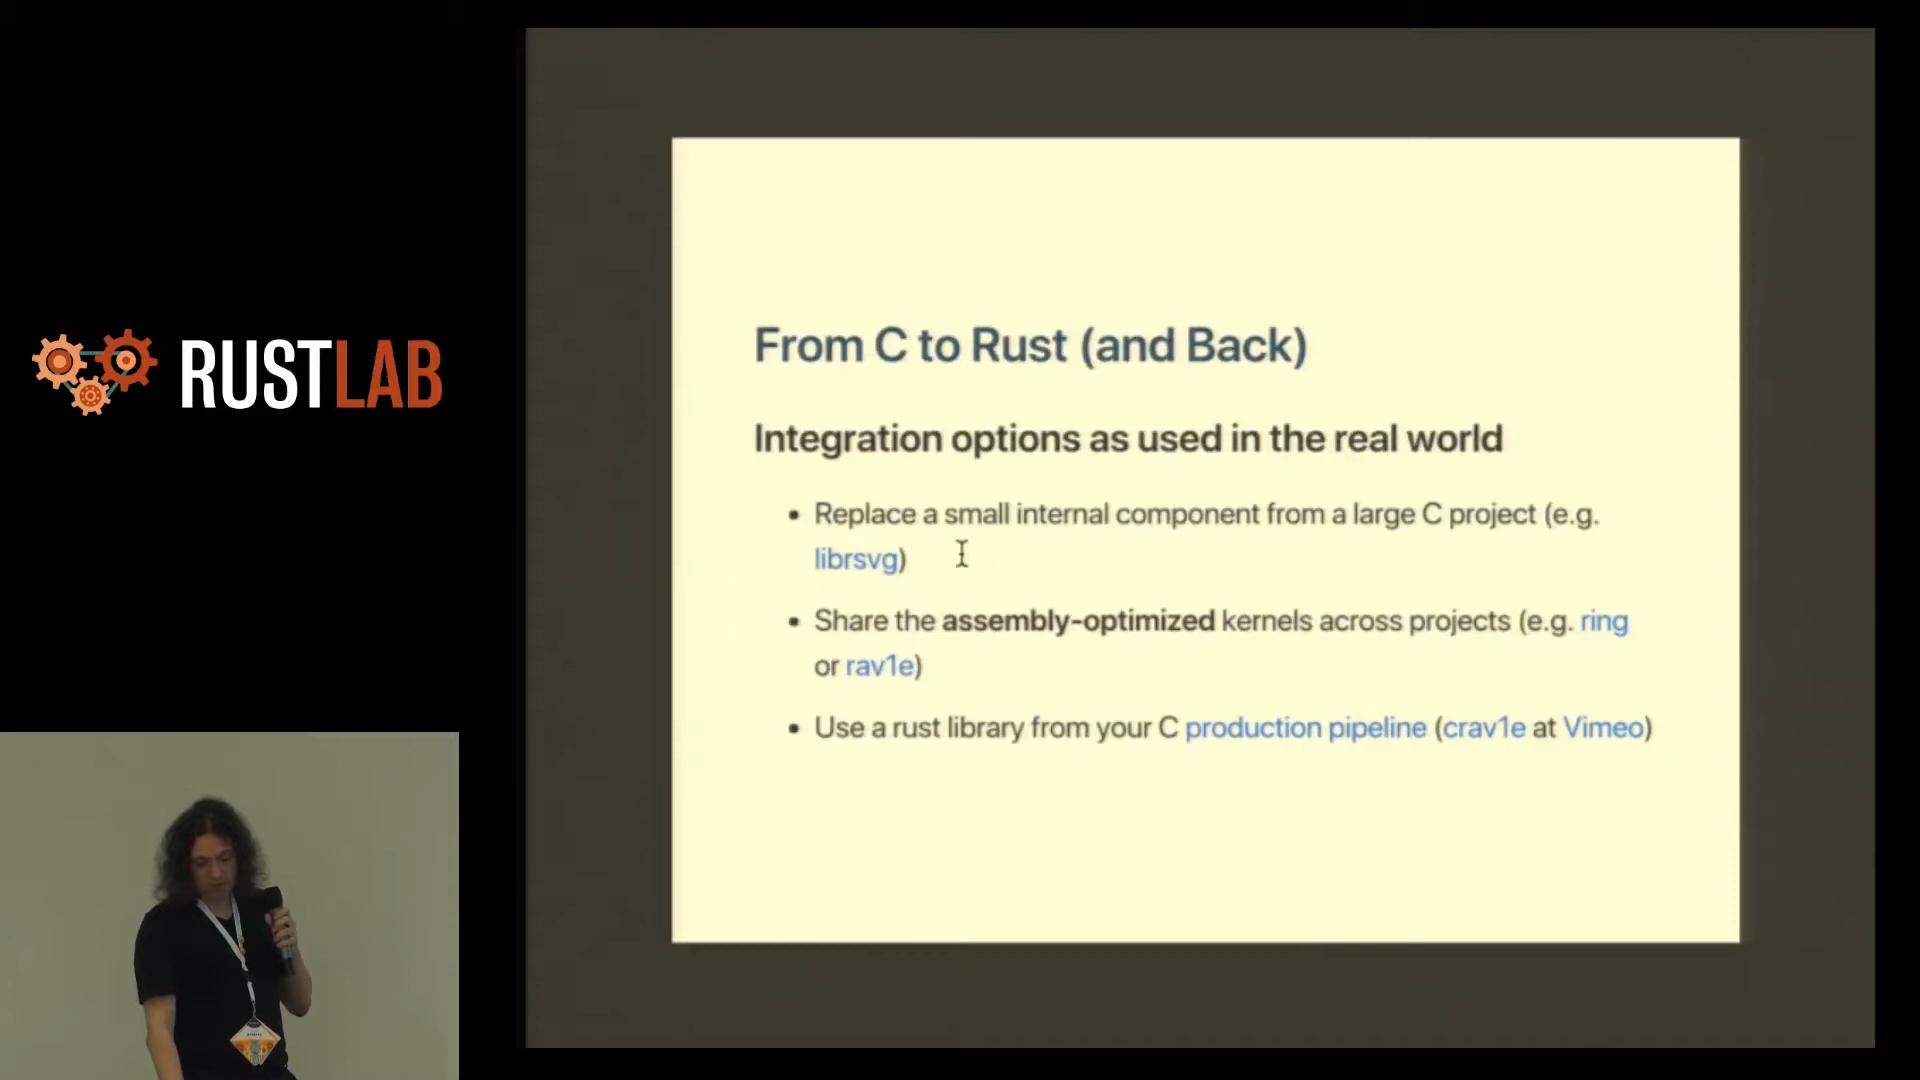 RUSTLAB
From C to Rust (and Back)
Integration options as used in the real world
• Replace a small internal component from a large C project (e.g.
librsvg)
• Share the assembly-optimized kernels across projects (e.g. ring
or rav1e)
• Use a rust library from your C production pipeline (crav1e at Vimeo)